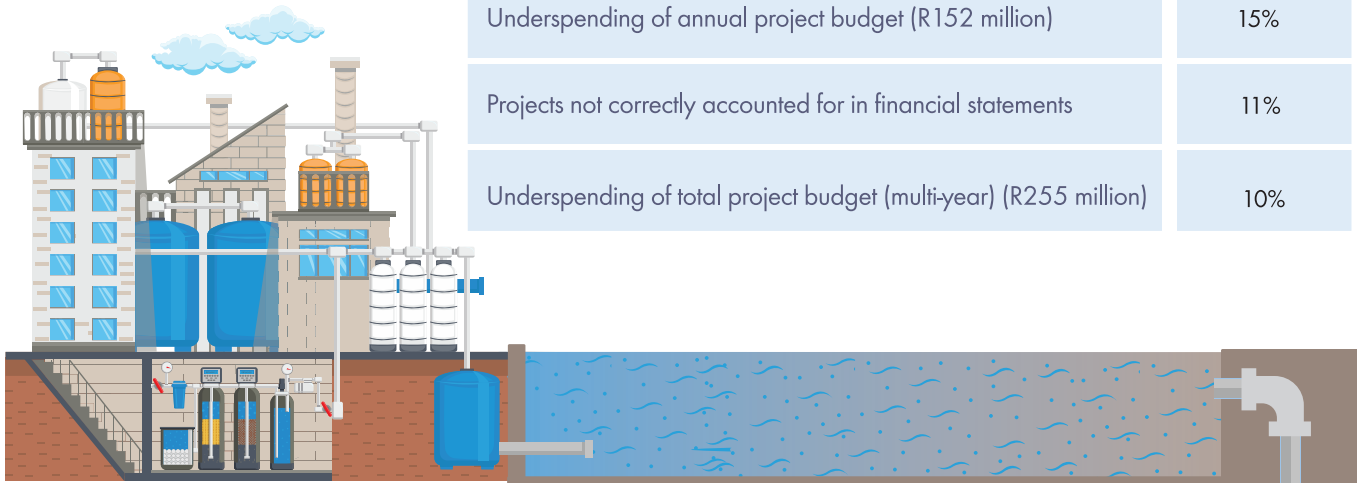 Underspending of annual project budget (R152 million) 15%
Projects not correctly accounted for in financial statements 11%
Underspending of total project budget (multi-year) (R255 million) 10%